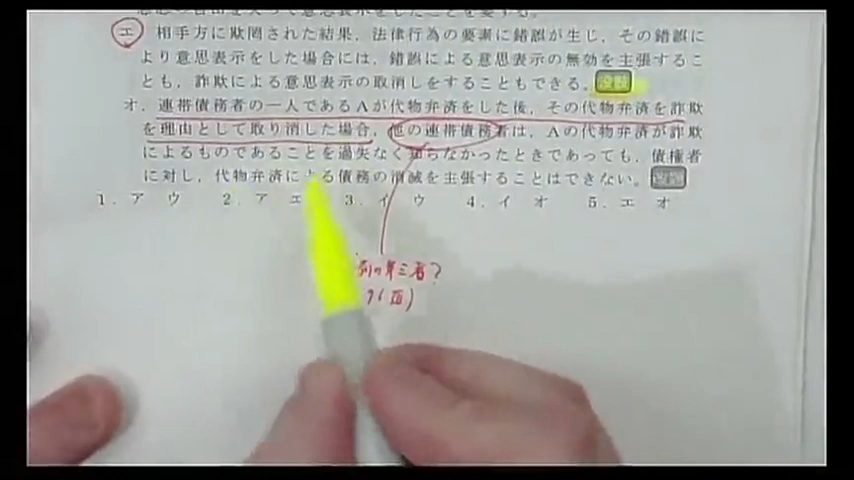 エ 相手方に欺罔された結果，法律行為の要素に錯誤が生じ，その錯誤に
より意思表示をした場合には，錯誤による意思表示の無効を主張するこ
とも，詐欺による意思表示の取消しをすることもできる。
オ．連帯債務者の一人であるＡが代物弁済をした後，その代物弁済を詐欺
を理由として取り消した場合，他の連帯債務者は，Ａの代物弁済が詐欺
によるものであることを過失なく知らなかったときであっても，債権者
に対し，代物弁済による債務の消滅を主張することはできない。
１．ア ウ ２．ア エ ３．イ ウ ４．イ オ ５．エ オ
前の第三者？